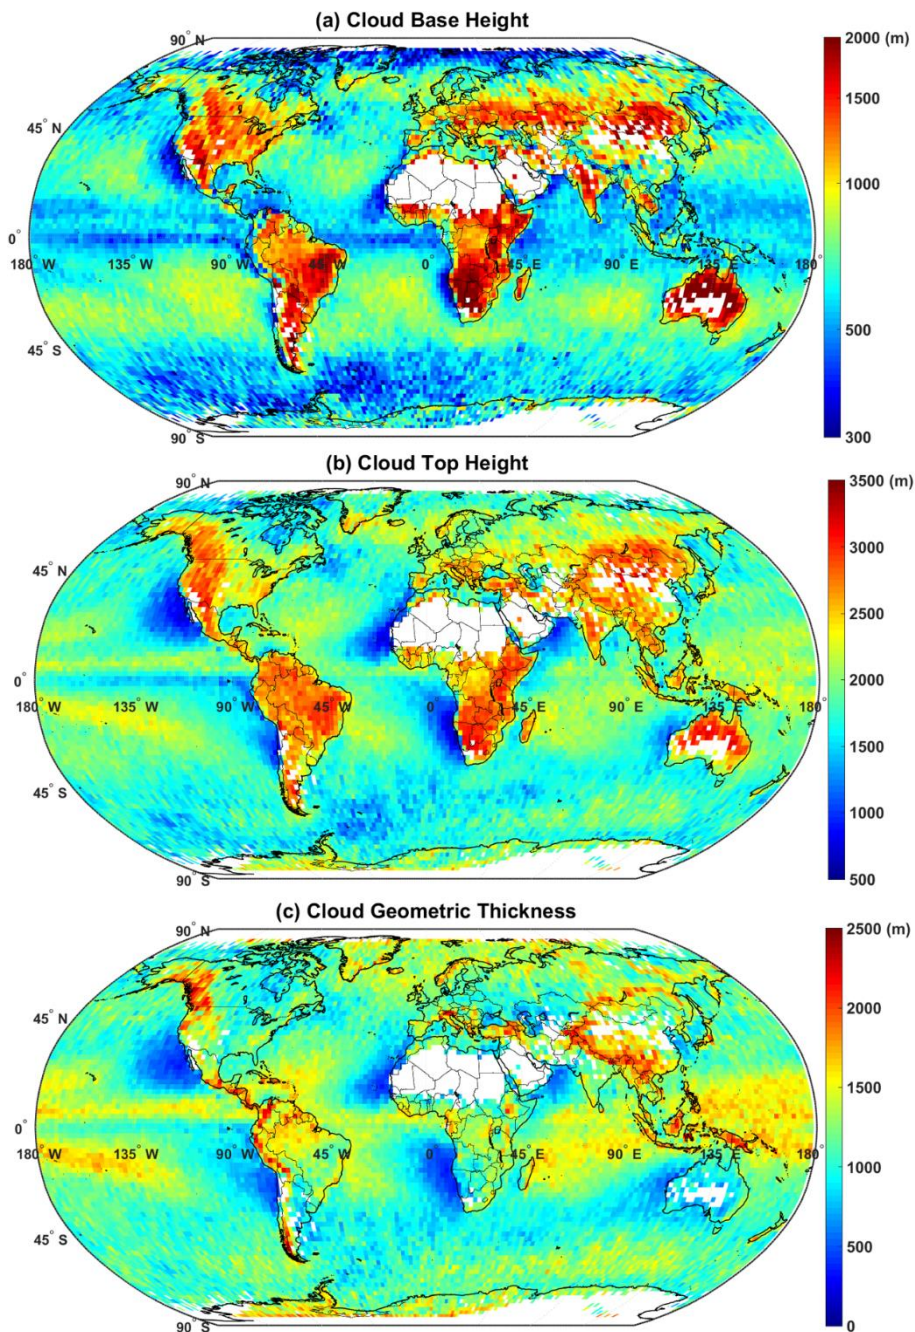 (a) Cloud Base Height
90° N
45° N
0°
180° W
135° W
90° W
45° W
0°
45° E
90° E
135° E
180°
45° S
90° S
2000 (m)
1500
1000
500
300
(b) Cloud Top Height
90° N
45° N
0°
180° W
135° W
90° W
45° W
0°
45° E
90° E
135° E
180°
45° S
90° S
3500 (m)
3000
2500
2000
1500
1000
500
(c) Cloud Geometric Thickness
90° N
45° N
0°
180° W
135° W
90° W
45° W
0°
45° E
90° E
135° E
180°
45° S
90° S
2500 (m)
2000
1500
1000
500
0